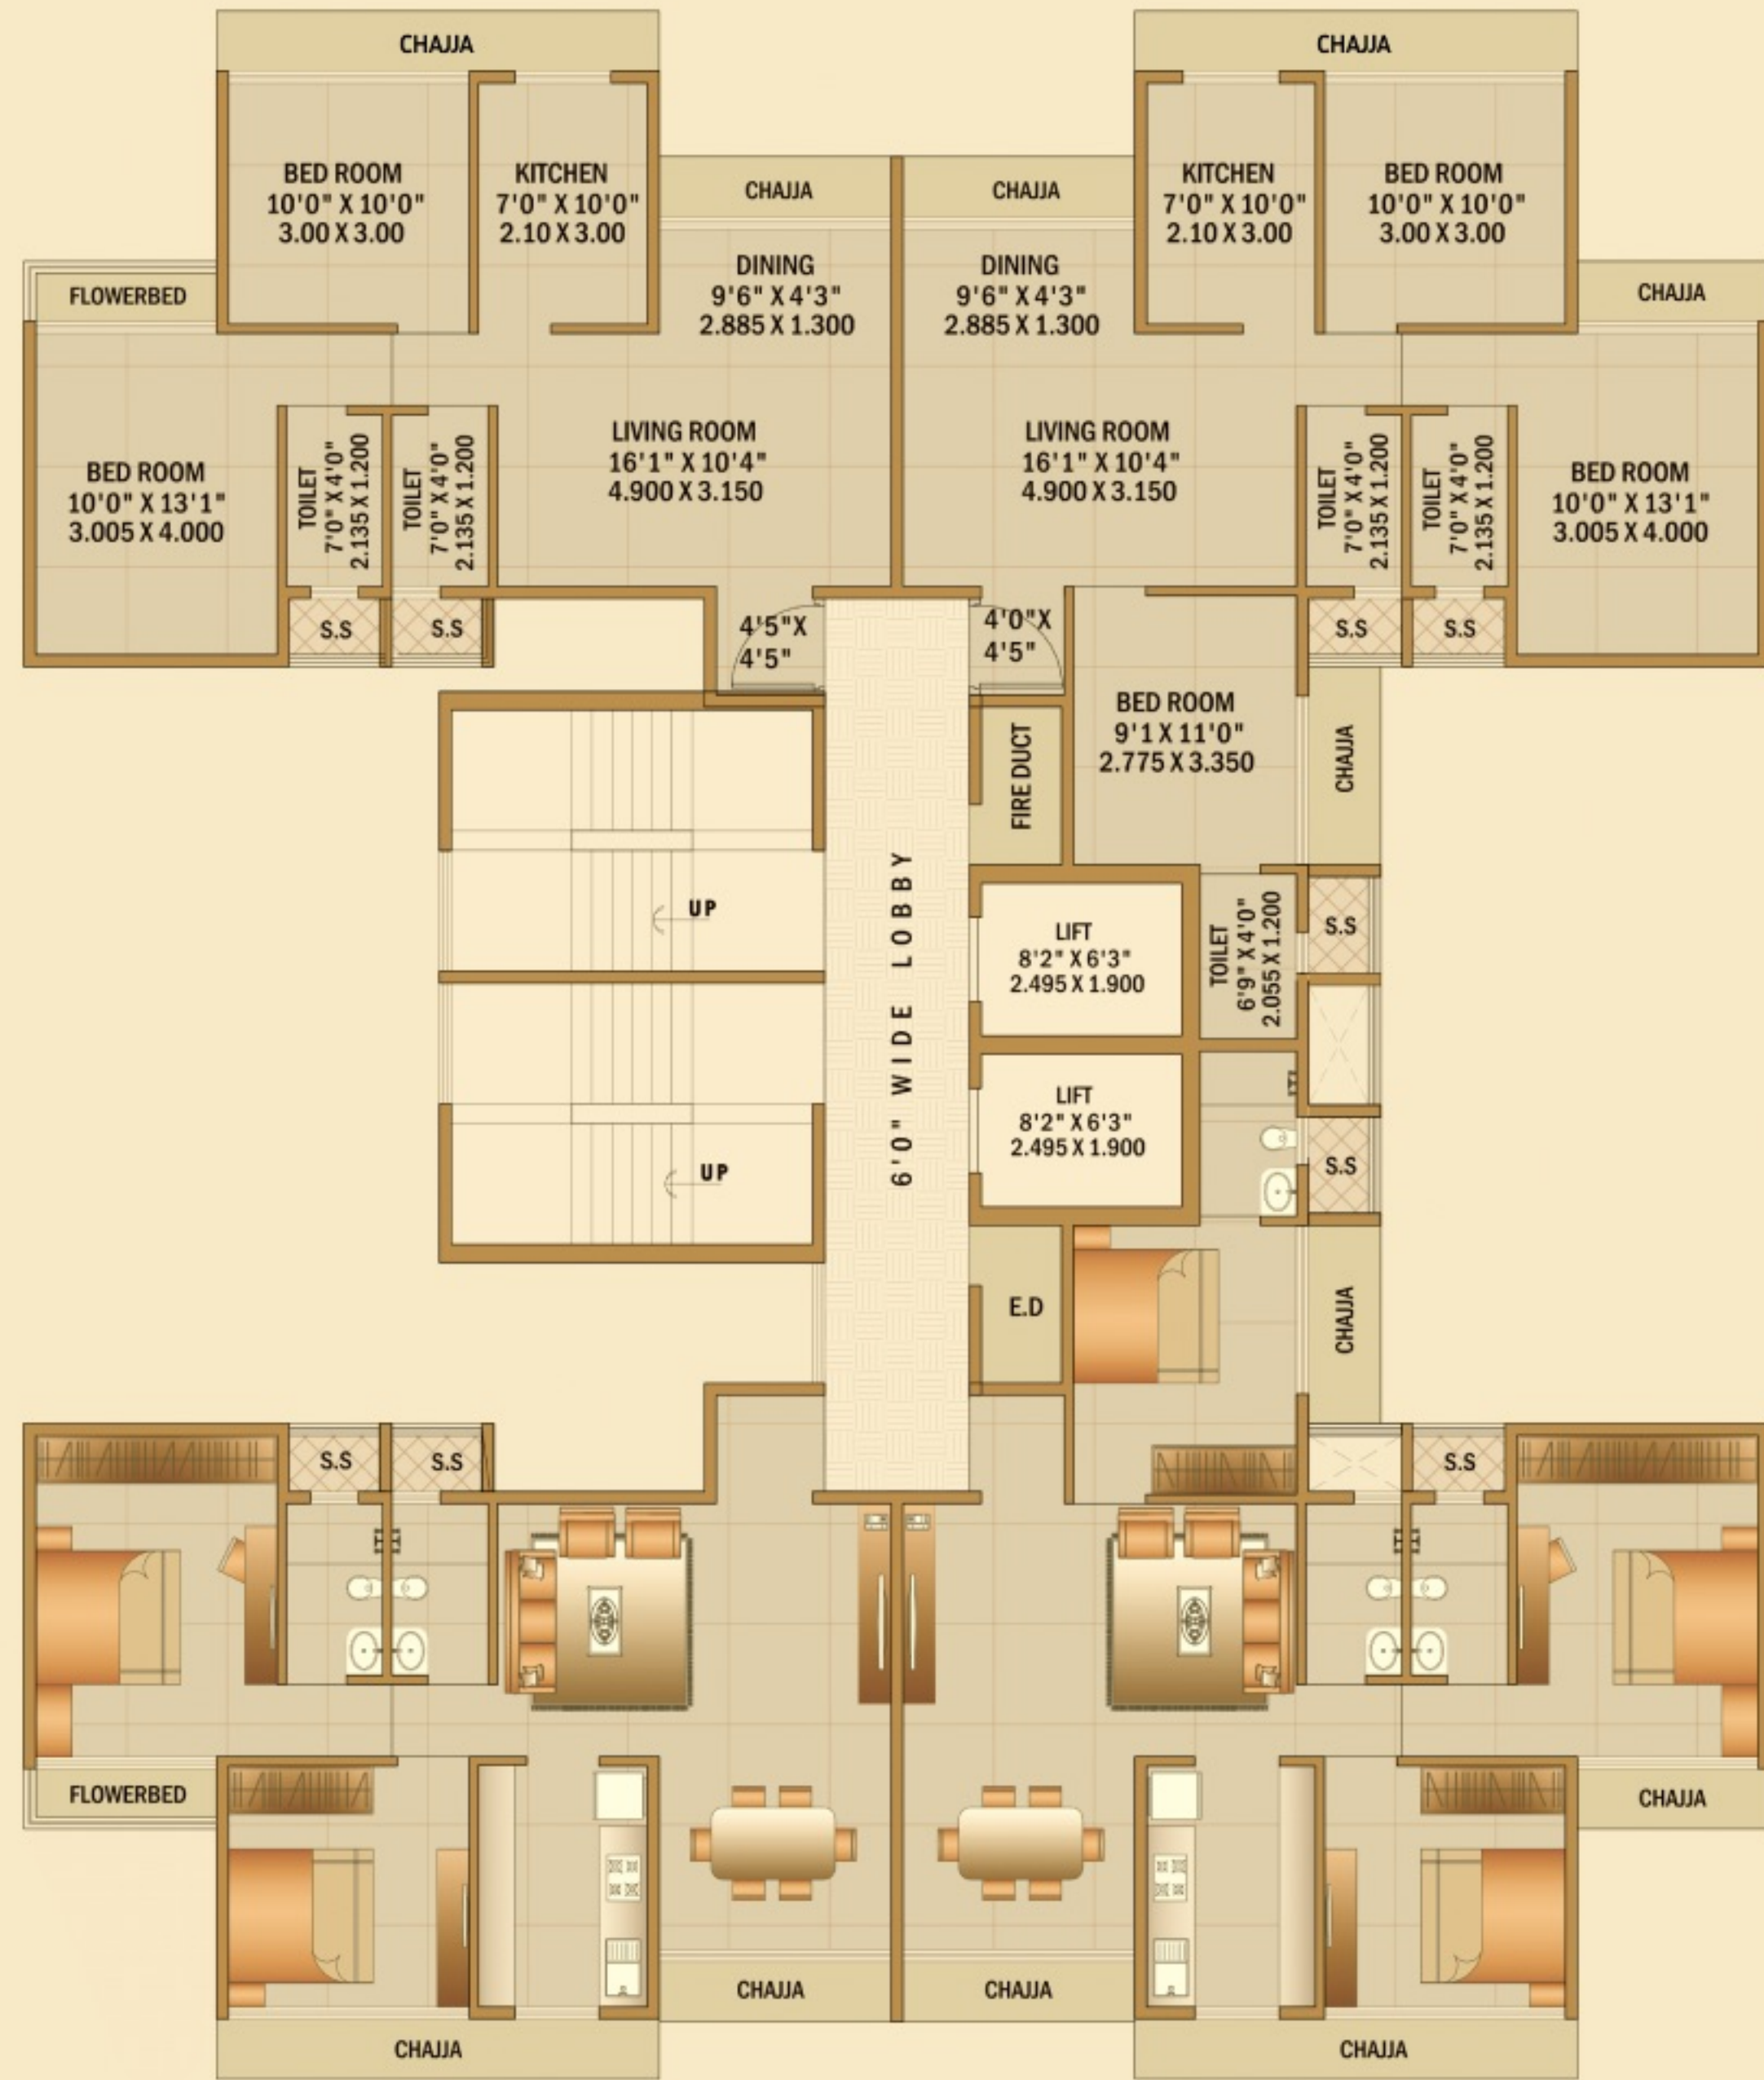 CHAJJA
CHAJJA
BED ROOM
10'0" X 10'0"
3.00 X 3.00
KITCHEN
7'0" X 10'0"
2.10 X 3.00
CHAJJA
CHAJJA
KITCHEN
7'0" X 10'0"
2.10 X 3.00
BED ROOM
10'0" X 10'0"
3.00 X 3.00
FLOWERBED
DINING
9'6" X 4'3"
2.885 X 1.300
DINING
9'6" X 4'3"
2.885 X 1.300
CHAJJA
BED ROOM
10'0" X 13'1"
3.005 X 4.000
TOILET
7'0" X 4'0"
2.135 X 1.200
TOILET
7'0" X 4'0"
2.135 X 1.200
LIVING ROOM
16'1" X 10'4"
4.900 X 3.150
LIVING ROOM
16'1" X 10'4"
4.900 X 3.150
TOILET
7'0" X 4'0"
2.135 X 1.200
TOILET
7'0" X 4'0"
2.135 X 1.200
BED ROOM
10'0" X 13'1"
3.005 X 4.000
S.S
S.S
4'5"X
4'5"
4'0"X
4'5"
S.S
S.S
BED ROOM
9'1 X 11'0"
2.775 X 3.350
FIRE DUCT
CHAJJA
UP
6'0" WIDE LOBBY
LIFT
8'2" X 6'3"
2.495 X 1.900
TOILET
6'9" X 4'0"
2.055 X 1.200
S.S
UP
LIFT
8'2" X 6'3"
2.495 X 1.900
S.S
E.D
CHAJJA
S.S
S.S
S.S
FLOWERBED
CHAJJA
CHAJJA
CHAJJA
CHAJJA
CHAJJA